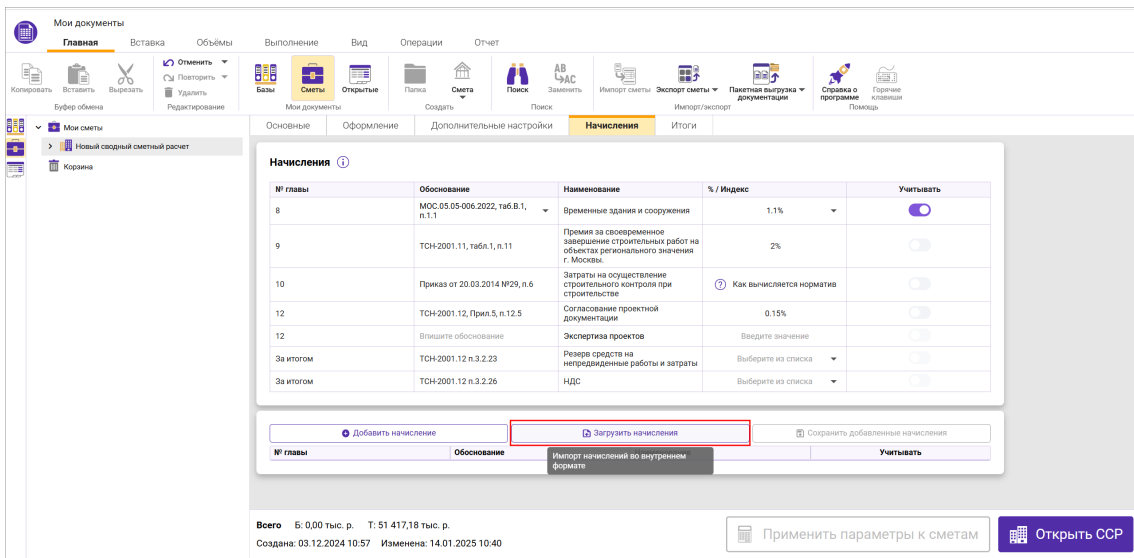 Мои документы
Главная Вставка Объёмы Выполнение Вид Операции Отчет
Копировать Вставить Вырезать
Отменить
Повторить
Удалить
Базы Сметы Открытые
Папка Смета
Поиск
AB
AC
Заменить
Импорт сметы Экспорт сметы Пакетная выгрузка документации
Справка о программе Горячие клавиши
Буфер обмена Редактирование Мои документы Создать Поиск Импорт/экспорт Помощь
Мои сметы
Новый сводный сметный расчет
Корзина
Основные Оформление Дополнительные настройки Начисления Итоги
Начисления
№ главы Обоснование Наименование % / Индекс Учитывать
8 МОС.05.05-006.2022, таб.В.1, Временные здания и сооружения 1.1%
п.1.1
9 ТСН-2001.11, табл.1, п.11 Премия за своевременное 2%
завершение строительных работ на
объектах регионального значения
г. Москвы.
10 Приказ от 20.03.2014 №29, п.6 Затраты на осуществление ? Как вычисляется норматив
строительного контроля при
строительстве
12 ТСН-2001.12, Прил.5, п.12.5 Согласование проектной 0.15%
документации
12 Впишите обоснование Экспертиза проектов Введите значение
За итогом ТСН-2001.12 п.3.2.23 Резерв средств на Выберите из списка
непредвиденные работы и затраты
За итогом ТСН-2001.12 п.3.2.26 НДС Выберите из списка
Добавить начисление Загрузить начисления Сохранить добавленные начисления
№ главы Обоснование Учитывать
Импорт начислений во внутреннем
формате
Всего Б: 0,00 тыс. р. Т: 51 417,18 тыс. р.
Создана: 03.12.2024 10:57 Изменена: 14.01.2025 10:40
Применить параметры к сметам
Открыть ССР